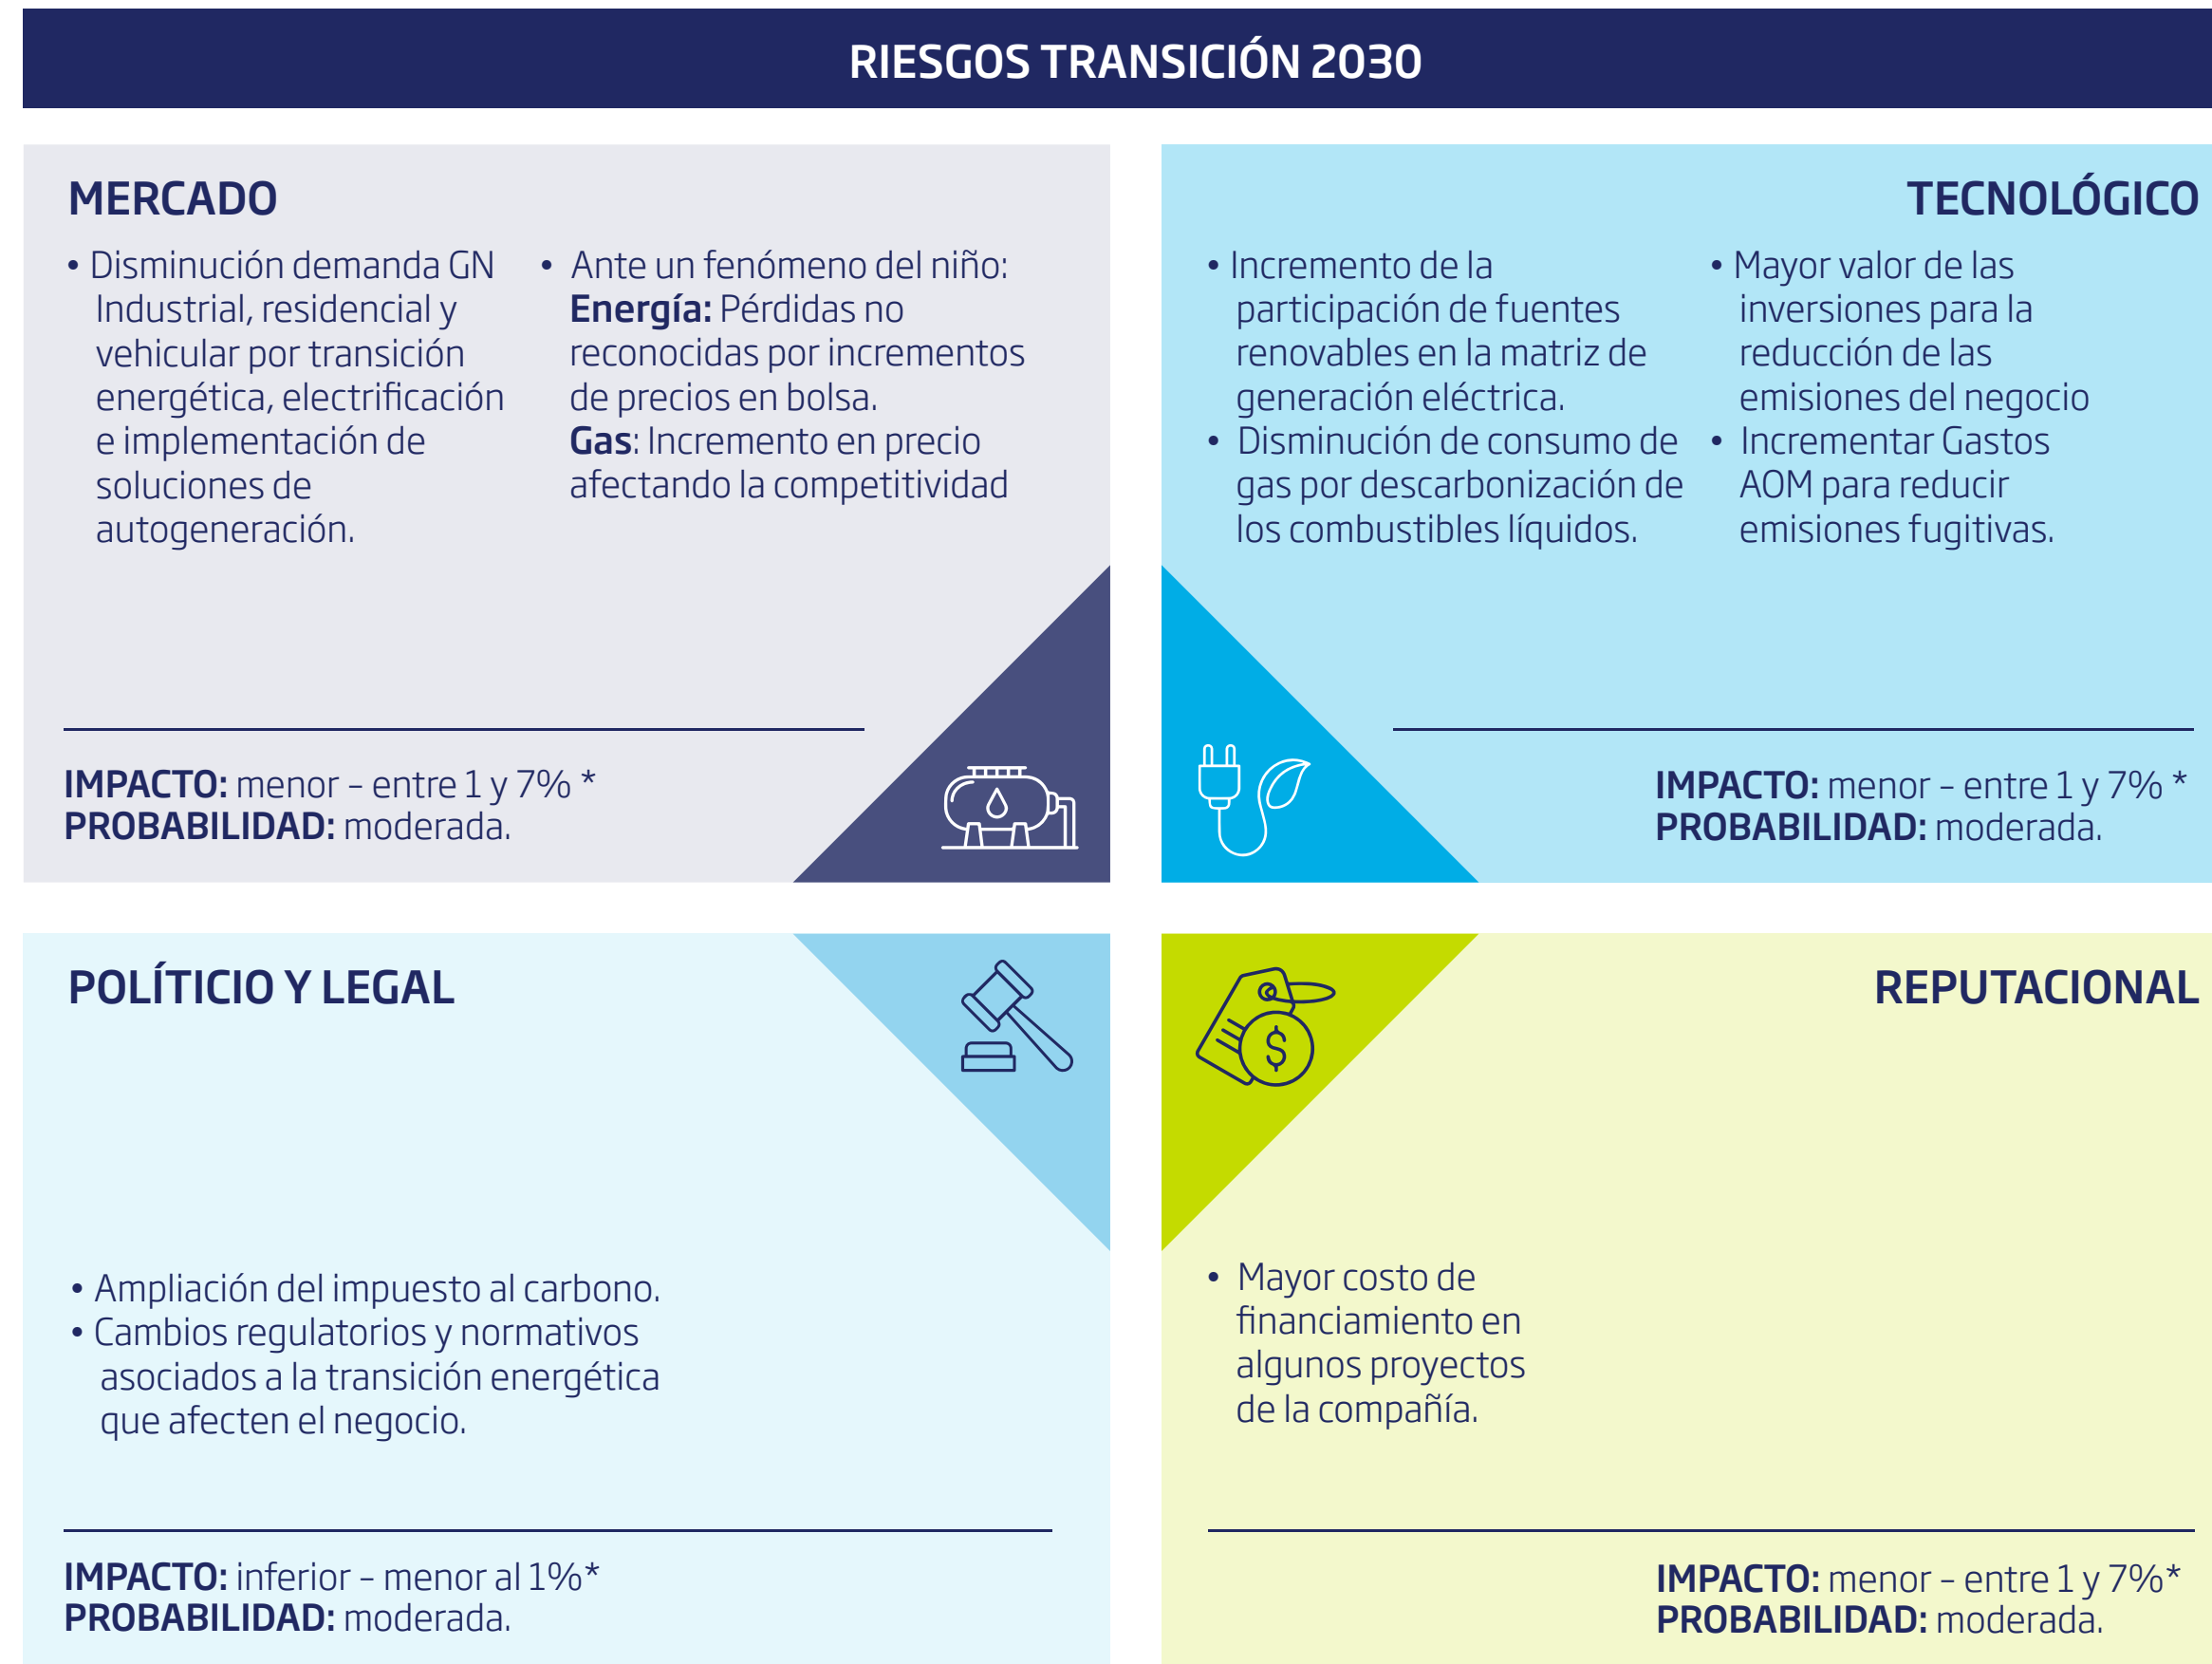 RIESGOS TRANSICIÓN 2030
MERCADO
• Disminución demanda GN
Industrial, residencial y
vehicular por transición
energética, electrificación
e implementación de
soluciones de
autogeneración.
• Ante un fenómeno del niño:
Energía: Pérdidas no
reconocidas por incrementos
de precios en bolsa.
Gas: Incremento en precio
afectando la competitividad
IMPACTO: menor – entre 1 y 7% *
PROBABILIDAD: moderada.
TECNOLÓGICO
• Incremento de la
participación de fuentes
renovables en la matriz de
generación eléctrica.
• Disminución de consumo de
gas por descarbonización de
los combustibles líquidos.
• Mayor valor de las
inversiones para la
reducción de las
emisiones del negocio
• Incrementar Gastos
AOM para reducir
emisiones fugitivas.
IMPACTO: menor – entre 1 y 7% *
PROBABILIDAD: moderada.
POLÍTICIO Y LEGAL
• Ampliación del impuesto al carbono.
• Cambios regulatorios y normativos
asociados a la transición energética
que afecten el negocio.
IMPACTO: inferior – menor al 1%*
PROBABILIDAD: moderada.
REPUTACIONAL
$
• Mayor costo de
financiamiento en
algunos proyectos
de la compañía.
IMPACTO: menor – entre 1 y 7%*
PROBABILIDAD: moderada.